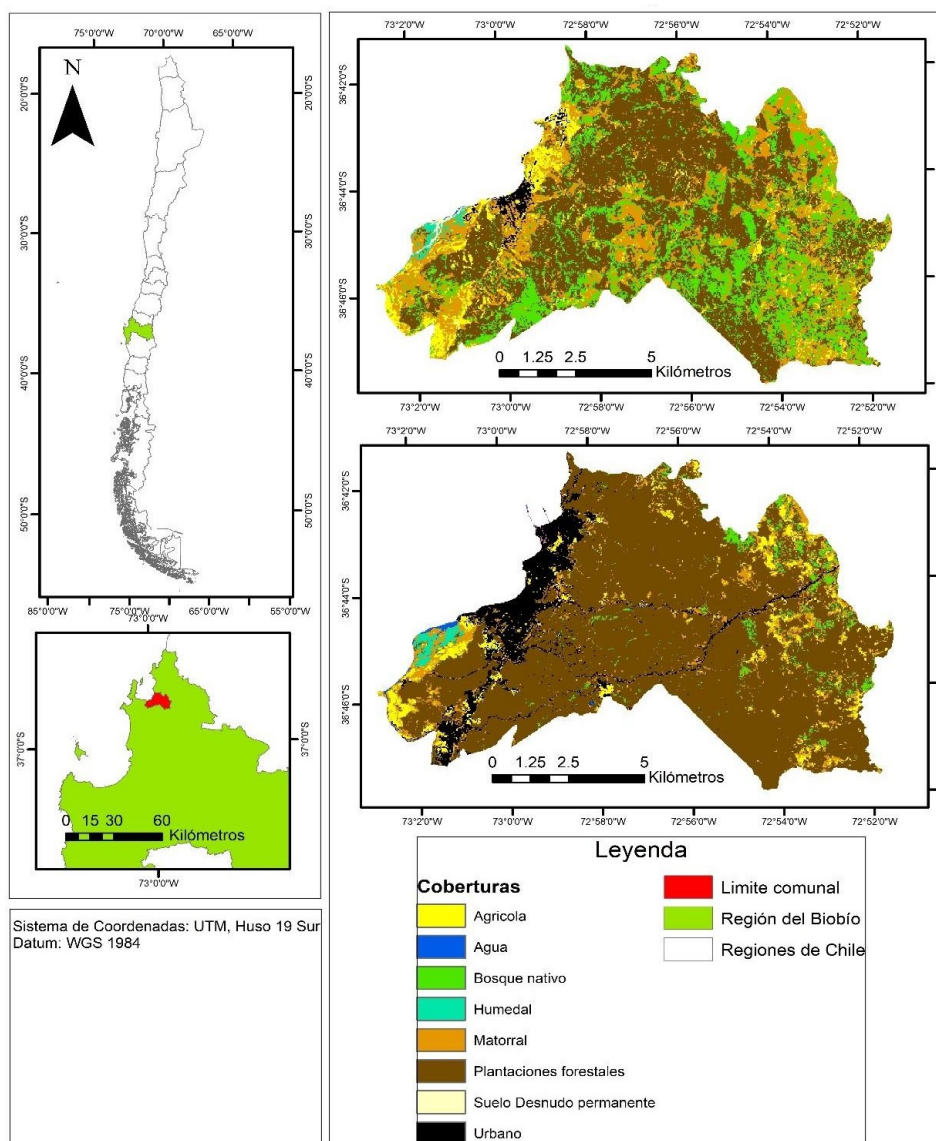 75°0'0"W 70°0'0"W
N
20°0'0"S 20°0'0"S
30°0'0"S 30°0'0"S
40°0'0"S 40°0'0"S
50°0'0"S 50°0'0"S
85°0'0"W 75°0'0"W 65°0'0"W 55°0'0"W
73°0'0"W
37°0'0"S 37°0'0"S
0 15 30 60
Kilómetros
73°0'0"W
Sistema de Coordenadas: UTM, Huso 19 Sur
Datum: WGS 1984
73°2'0"W 73°0'0"W 72°58'0"W 72°56'0"W 72°54'0"W 72°52'0"W
36°42'0"S
36°44'0"S
36°46'0"S
0 1.25 2.5 5
Kilómetros
73°2'0"W 73°0'0"W 72°58'0"W 72°56'0"W 72°54'0"W 72°52'0"W
73°2'0"W 73°0'0"W 72°58'0"W 72°56'0"W 72°54'0"W 72°52'0"W
36°42'0"S
36°44'0"S
36°46'0"S
0 1.25 2.5 5
Kilómetros
73°2'0"W 73°0'0"W 72°58'0"W 72°56'0"W 72°54'0"W 72°52'0"W
Leyenda
Coberturas
Agricola
Agua
Bosque nativo
Humedal
Matorral
Plantaciones forestales
Suelo Desnudo permanente
Urbano
Limite comunal
Región del Biobío
Regiones de Chile